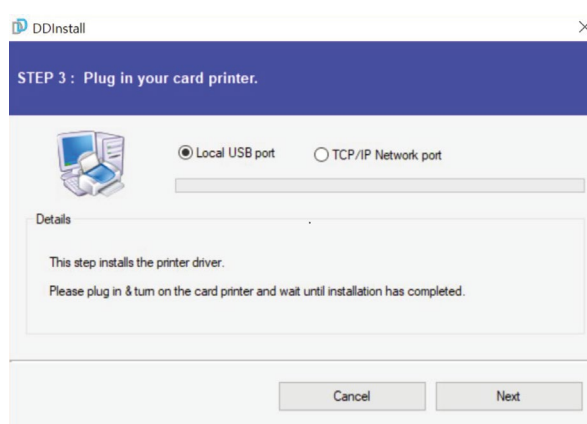 DDInstall
STEP 3 : Plug in your card printer.
Local USB port
TCP/IP Network port
Details
This step installs the printer driver.
Please plug in & turn on the card printer and wait until installation has completed.
Cancel
Next